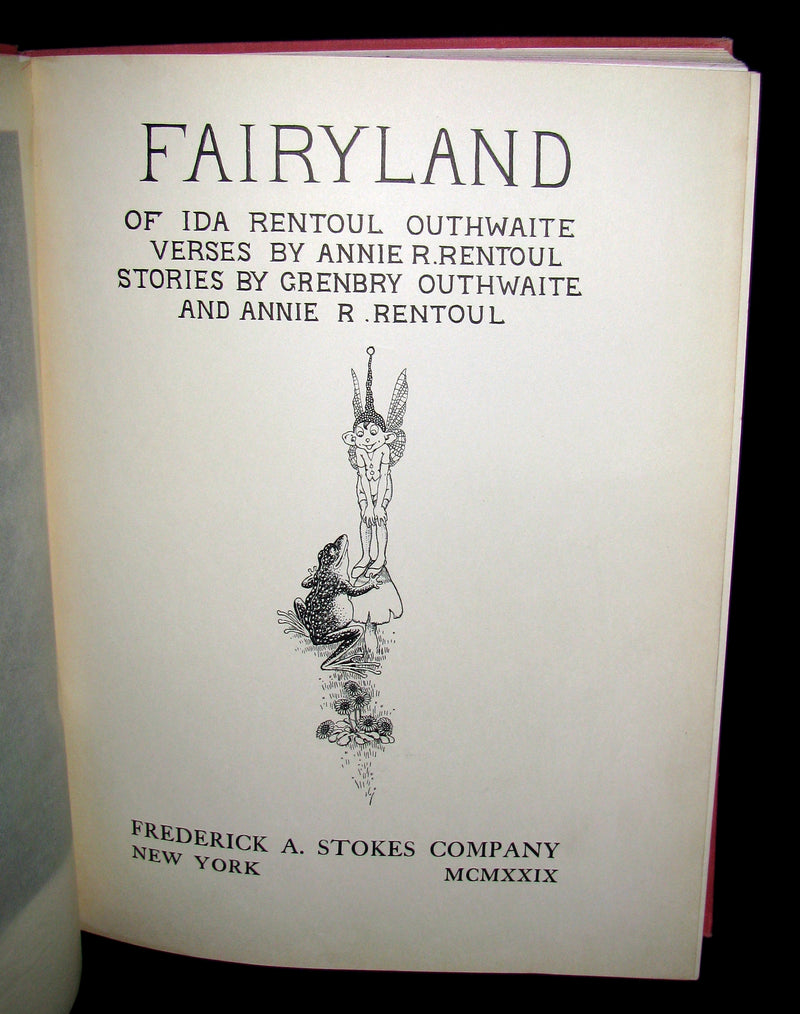 FAIRYLAND
OF IDA RENTOUL OUTHWAITE
VERSES BY ANNIE R.RENTOUL
STORIES BY GRENBRY OUTHWAITE
AND ANNIE R .RENTOUL
FREDERICK A. STOKES COMPANY
NEW YORK MCMXXIX